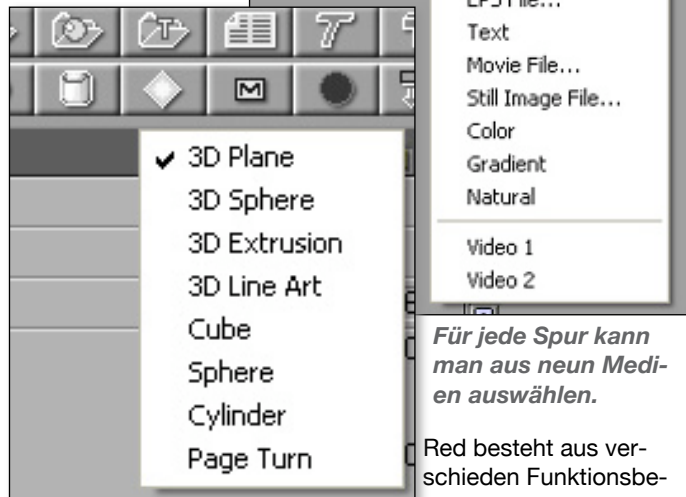 3D Plane
3D Sphere
3D Extrusion
3D Line Art
Cube
Sphere
Cylinder
Page Turn
EPS File...
Text
Movie File...
Still Image File...
Color
Gradient
Natural
Video 1
Video 2
Für jede Spur kann
man aus neun Medi-
en auswählen.
Red besteht aus ver-
schieden Funktionsbe-